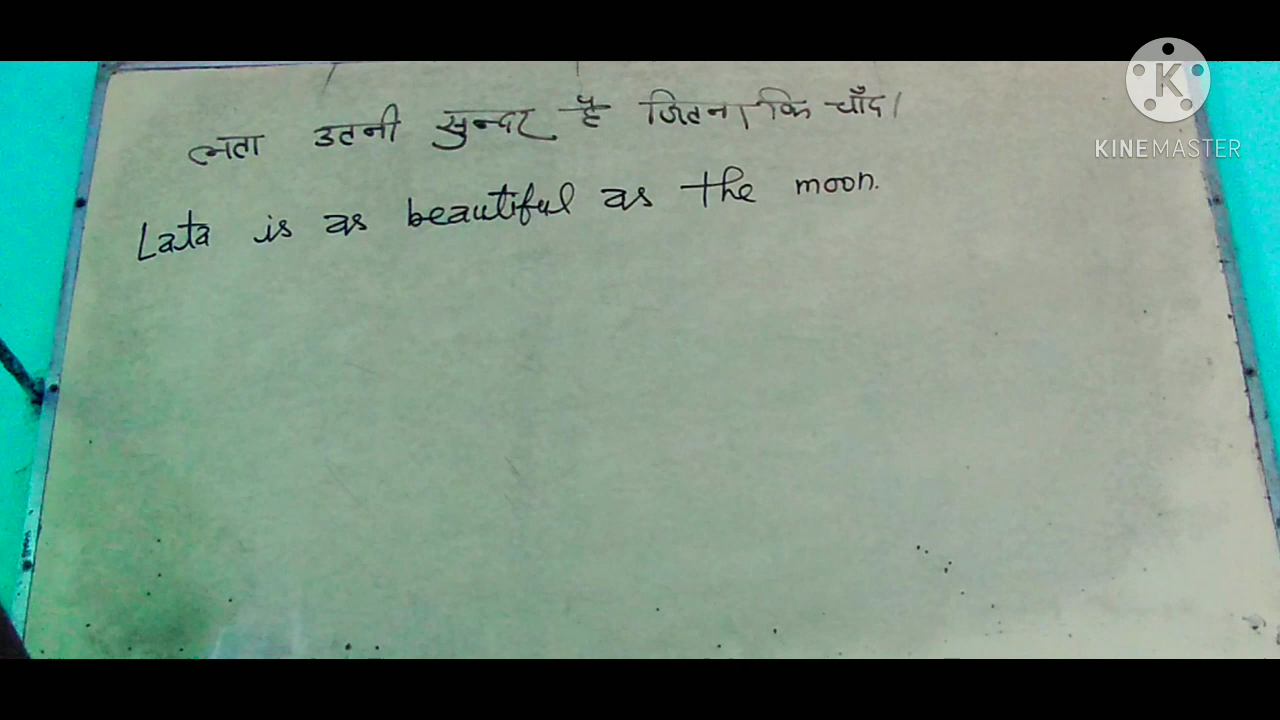 लता उतनी सुन्दर है जितना कि चाँद।
Lata is as beautiful as the moon.
KINEMASTER